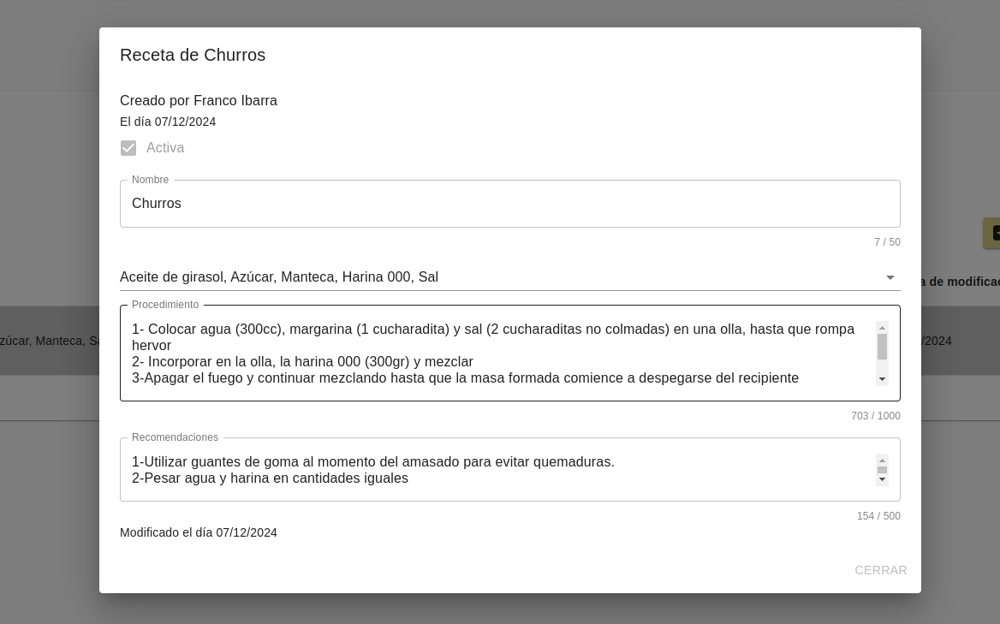 Receta de Churros
Creado por Franco Ibarra
El día 07/12/2024
Activa
Nombre
Churros
7 / 50
Aceite de girasol, Azúcar, Manteca, Harina 000, Sal
a de modificac
Procedimiento
1- Colocar agua (300cc), margarina (1 cucharadita) y sal (2 cucharaditas no colmadas) en una olla, hasta que rompa
hervor
2- Incorporar en la olla, la harina 000 (300gr) y mezclar
3-Apagar el fuego y continuar mezclando hasta que la masa formada comience a despegarse del recipiente
zúcar, Manteca, Sa
/2024
703 / 1000
Recomendaciones
1-Utilizar guantes de goma al momento del amasado para evitar quemaduras.
2-Pesar agua y harina en cantidades iguales
154 / 500
Modificado el día 07/12/2024
CERRAR